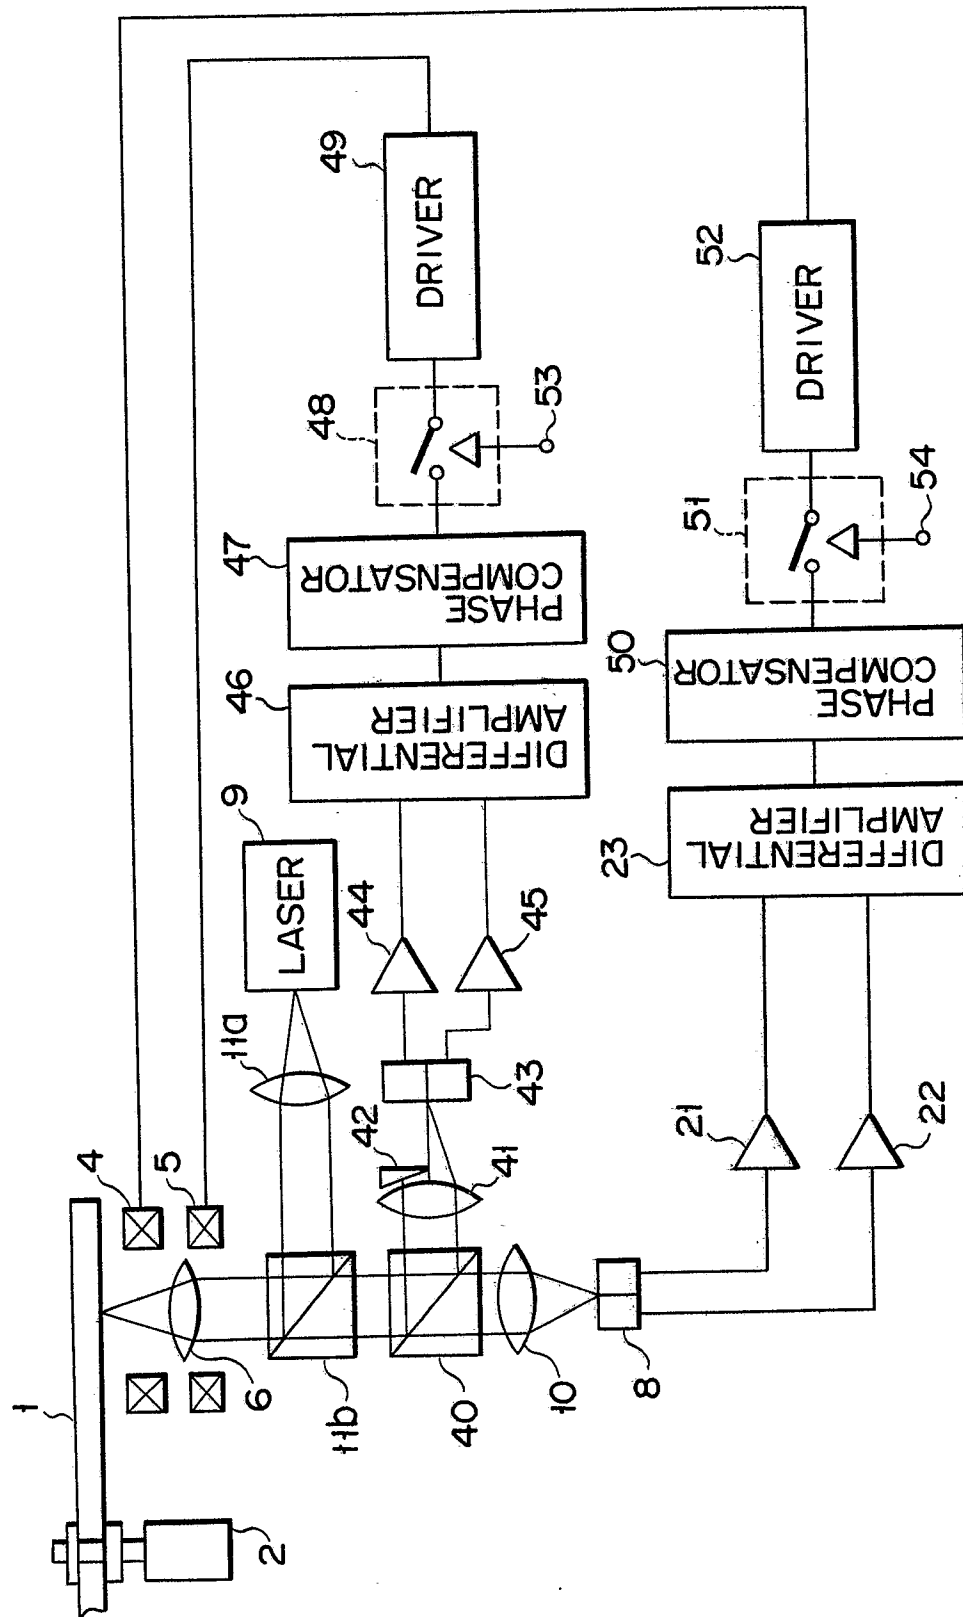 1
2
4
5
6
11b
40
10
8
9
LASER
11a
42
41
43
44
45
46
DIFFERENTIAL
AMPLIFIER
47
PHASE
COMPENSATOR
48
53
49
DRIVER
21
22
23
DIFFERENTIAL
AMPLIFIER
50
PHASE
COMPENSATOR
51
54
52
DRIVER